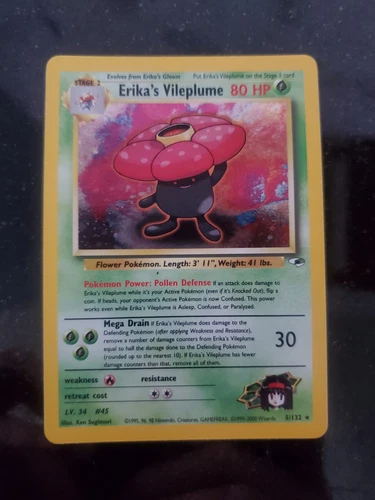 Evolves from Erika's Gloom Put Erika's Vileplume on the Stage 1 card
STAGE 2
Erika's Vileplume 80 HP
Flower Pokémon. Length: 3' 11", Weight: 41 lbs.
Pokémon Power: Pollen Defense If an attack does damage to
Erika's Vileplume while it's your Active Pokémon (even if it's Knocked Out), flip a
coin. If heads, your opponent's Active Pokémon is now Confused. This power
works even while Erika's Vileplume is Asleep, Confused, or Paralyzed.
Mega Drain If Erika's Vileplume does damage to the
Defending Pokémon (after applying Weakness and Resistance),
remove a number of damage counters from Erika's Vileplume
equal to half the damage done to the Defending Pokémon
(rounded up to the nearest 10). If Erika's Vileplume has fewer
damage counters than that, remove all of them.
30
weakness resistance
retreat cost
LV. 34 #45
Illus. Ken Sugimori ©1995, 96, 98 Nintendo, Creatures, GAMEFREAK. ©1999-2000 Wizards. 5/132 ★